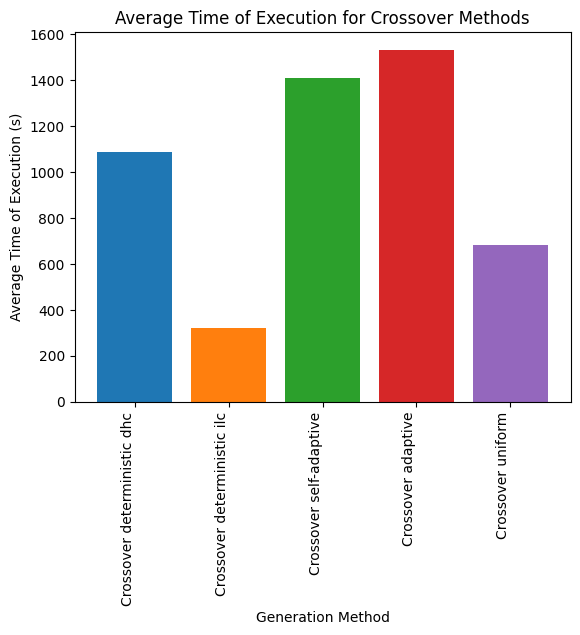 Average Time of Execution for Crossover Methods
Average Time of Execution (s)
1600
1400
1200
1000
800
600
400
200
0
Crossover deterministic dhc
Crossover deterministic ilc
Crossover self-adaptive
Crossover adaptive
Crossover uniform
Generation Method